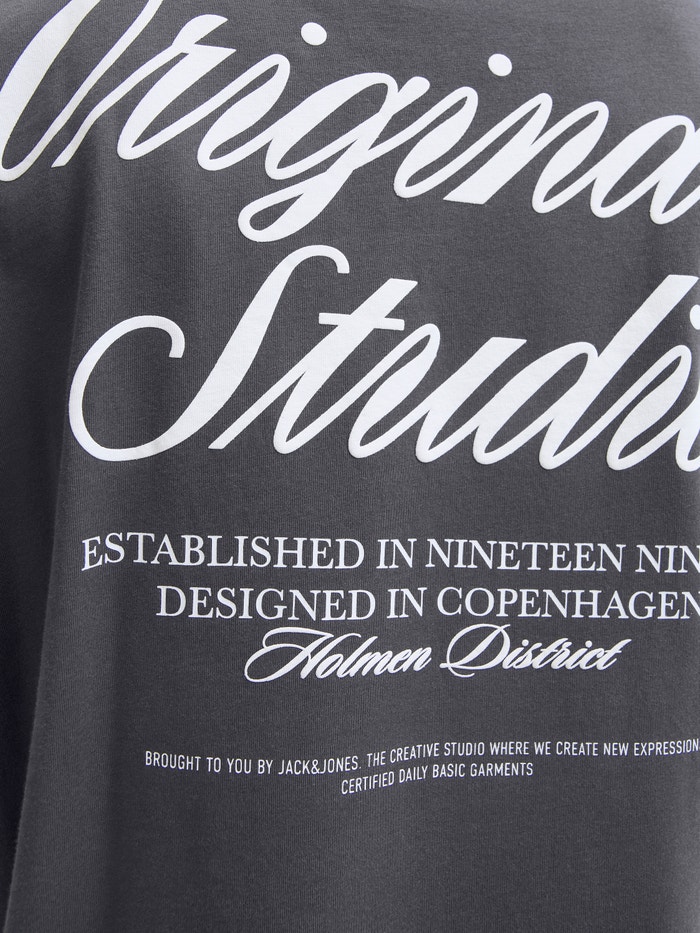 Origina
Studi
ESTABLISHED IN NINETEEN NIN
DESIGNED IN COPENHAGEN
Holmen District
BROUGHT TO YOU BY JACK&JONES. THE CREATIVE STUDIO WHERE WE CREATE NEW EXPRESSION
CERTIFIED DAILY BASIC GARMENTS